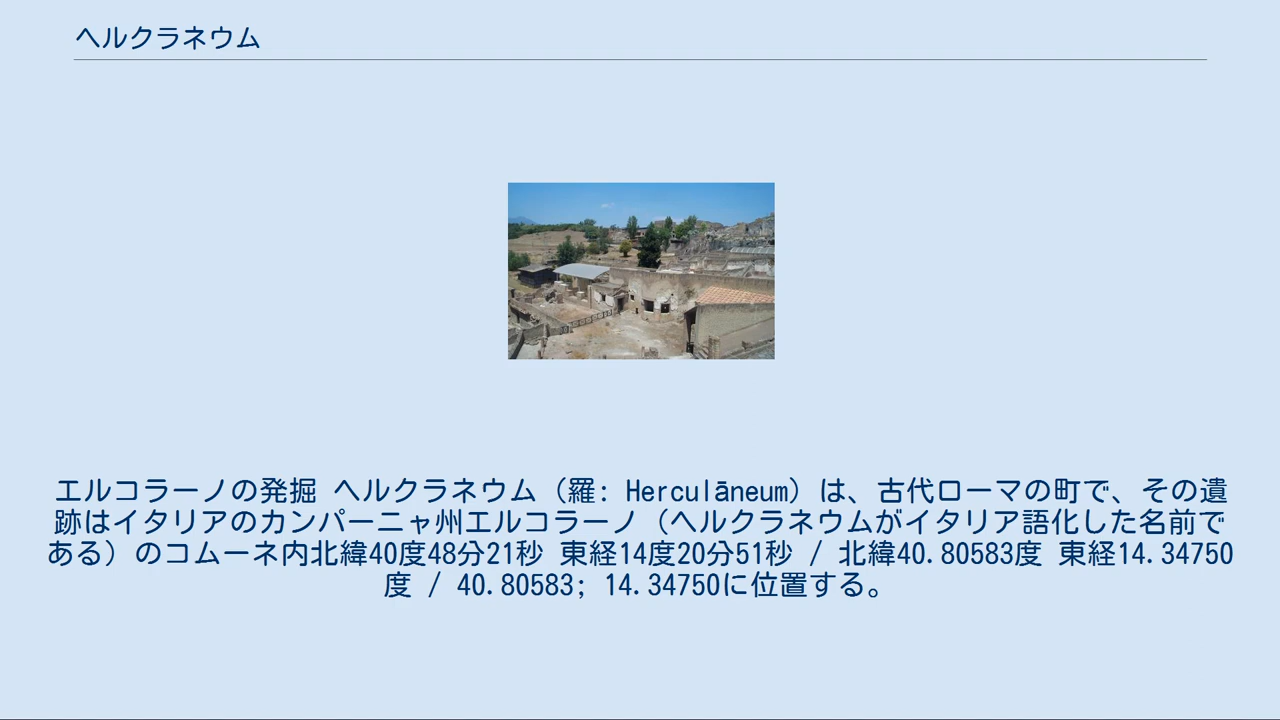 ヘルクラネウム
エルコラーノの発掘 ヘルクラネウム（羅: Herculāneum）は、古代ローマの町で、その遺
跡はイタリアのカンパーニャ州エルコラーノ（ヘルクラネウムがイタリア語化した名前で
ある）のコムーネ内北緯40度48分21秒 東経14度20分51秒 / 北緯40.80583度 東経14.34750
度 / 40.80583; 14.34750に位置する。